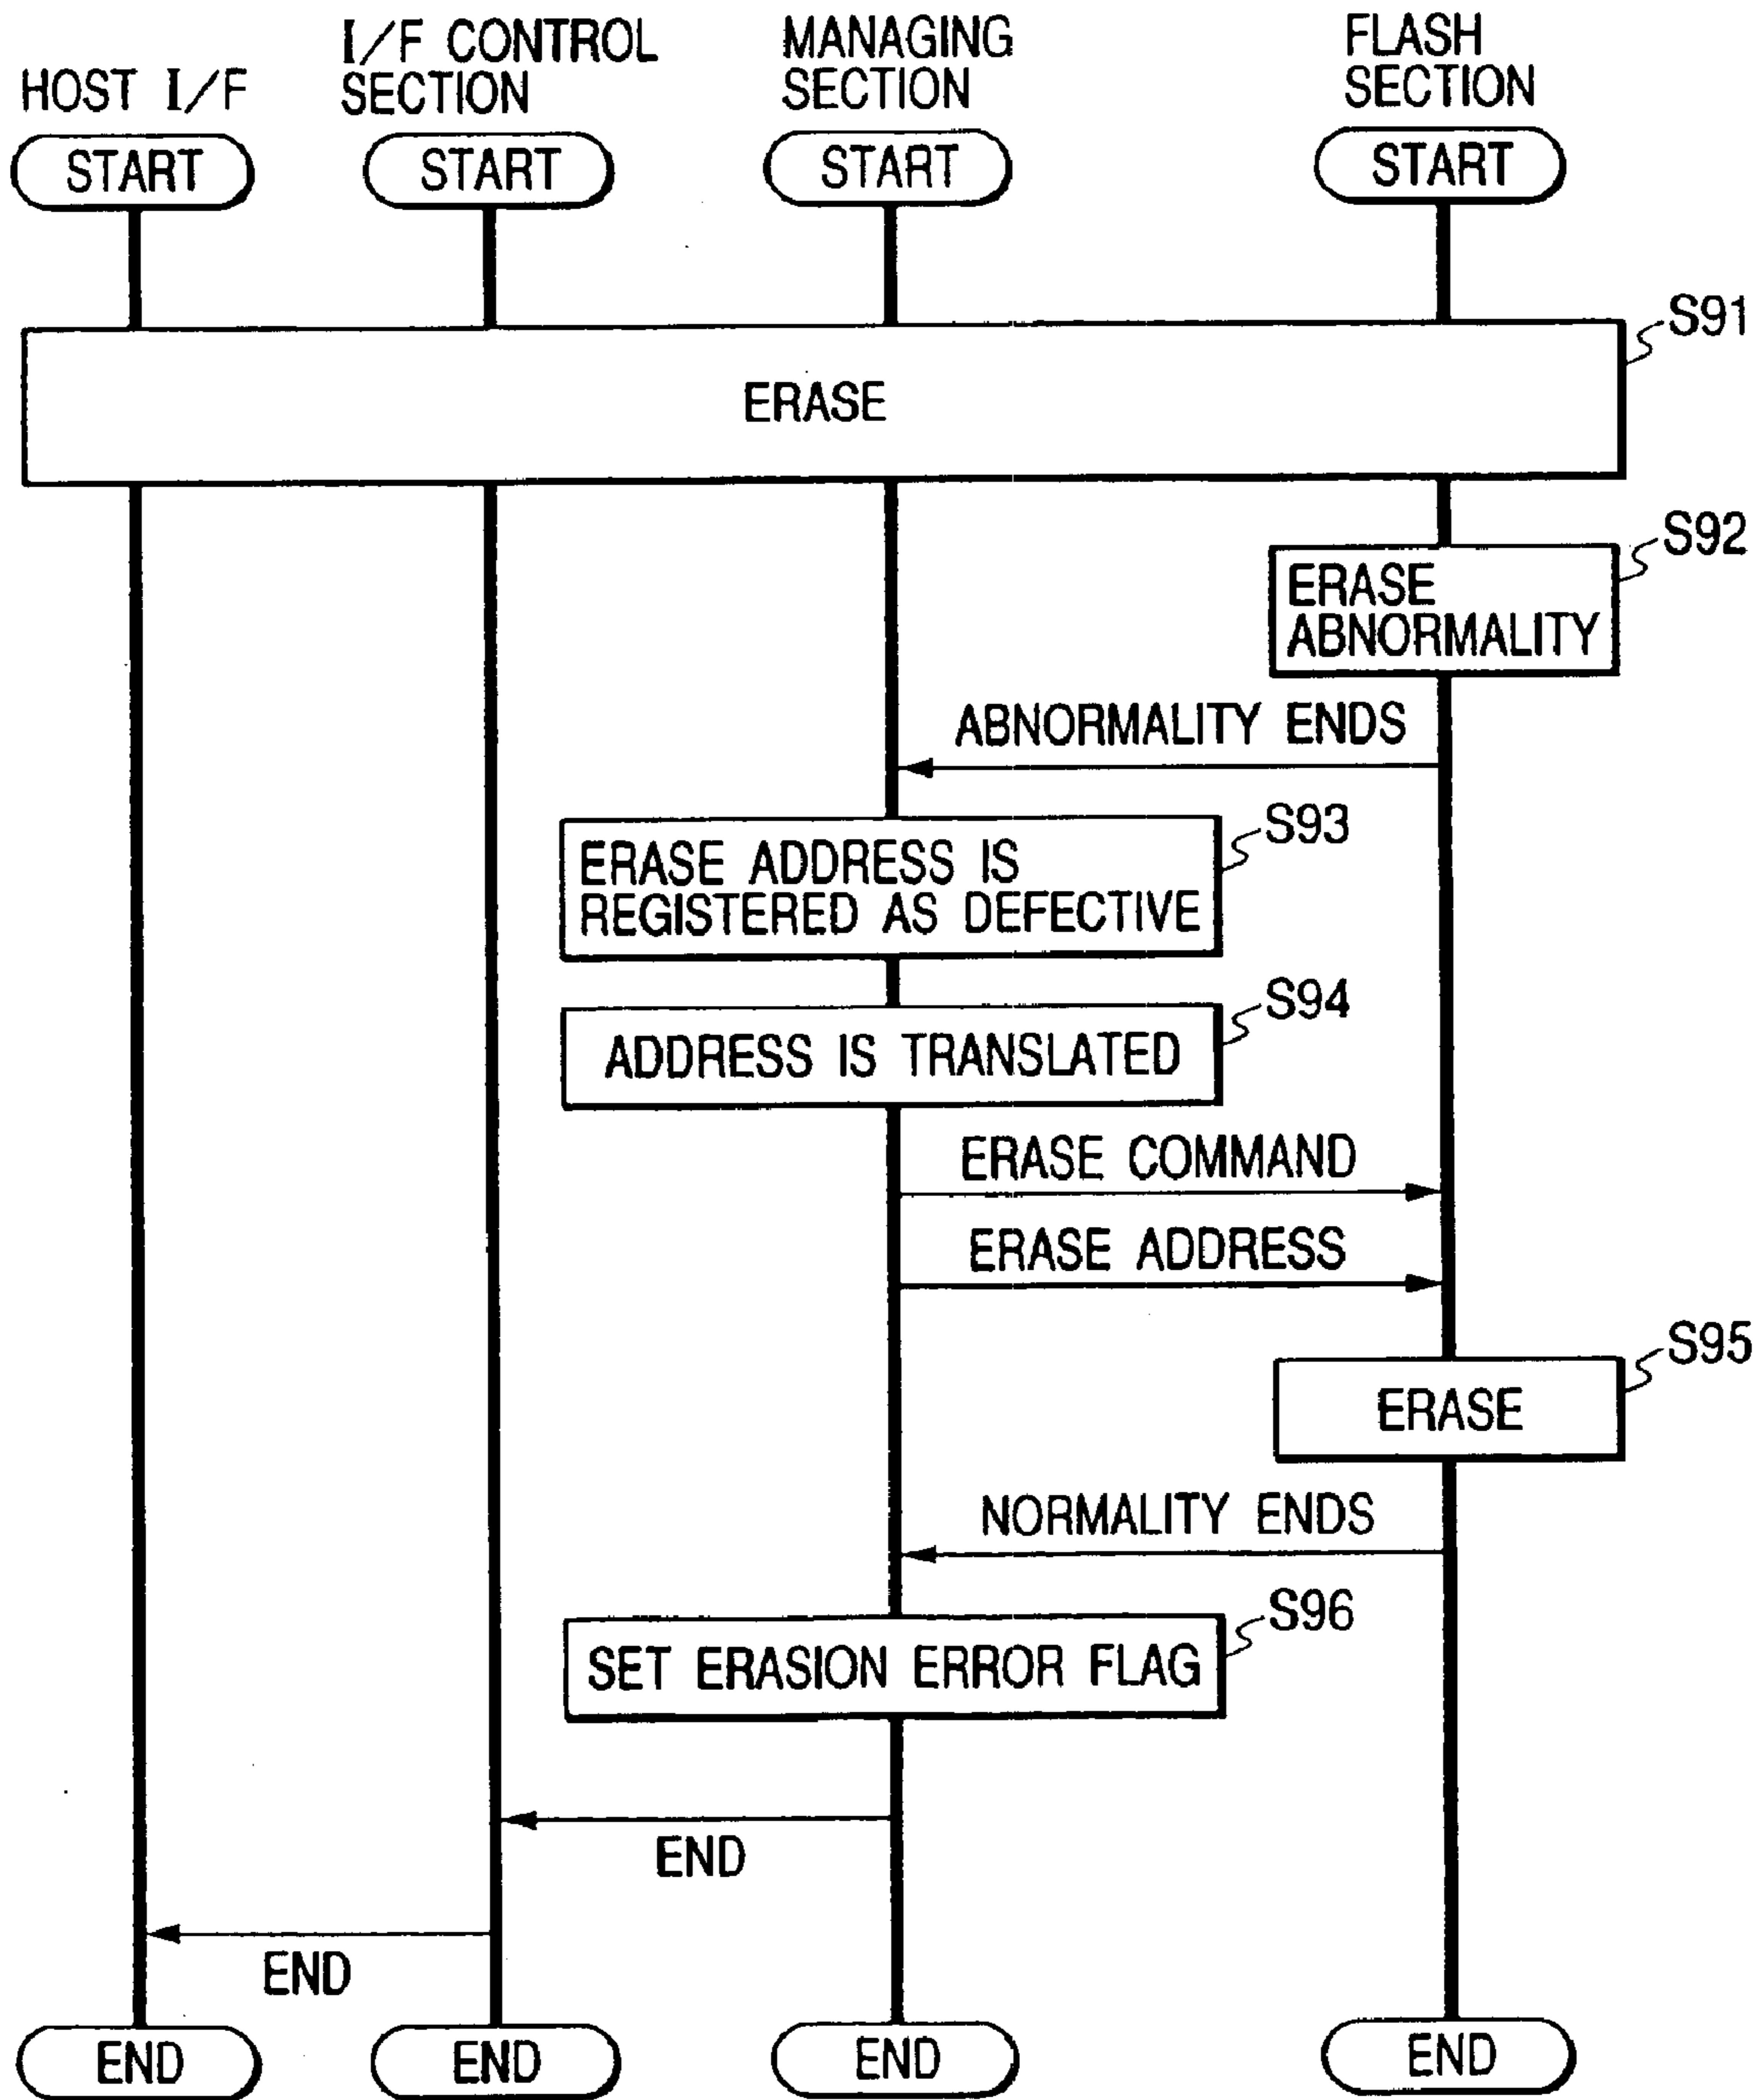 HOST I/F
I/F CONTROL
SECTION
MANAGING
SECTION
FLASH
SECTION
START
START
START
START
S91
ERASE
S92
ERASE
ABNORMALITY
ABNORMALITY ENDS
S93
ERASE ADDRESS IS
REGISTERED AS DEFECTIVE
S94
ADDRESS IS TRANSLATED
ERASE COMMAND
ERASE ADDRESS
S95
ERASE
NORMALITY ENDS
S96
SET ERASION ERROR FLAG
END
END
END
END
END
END